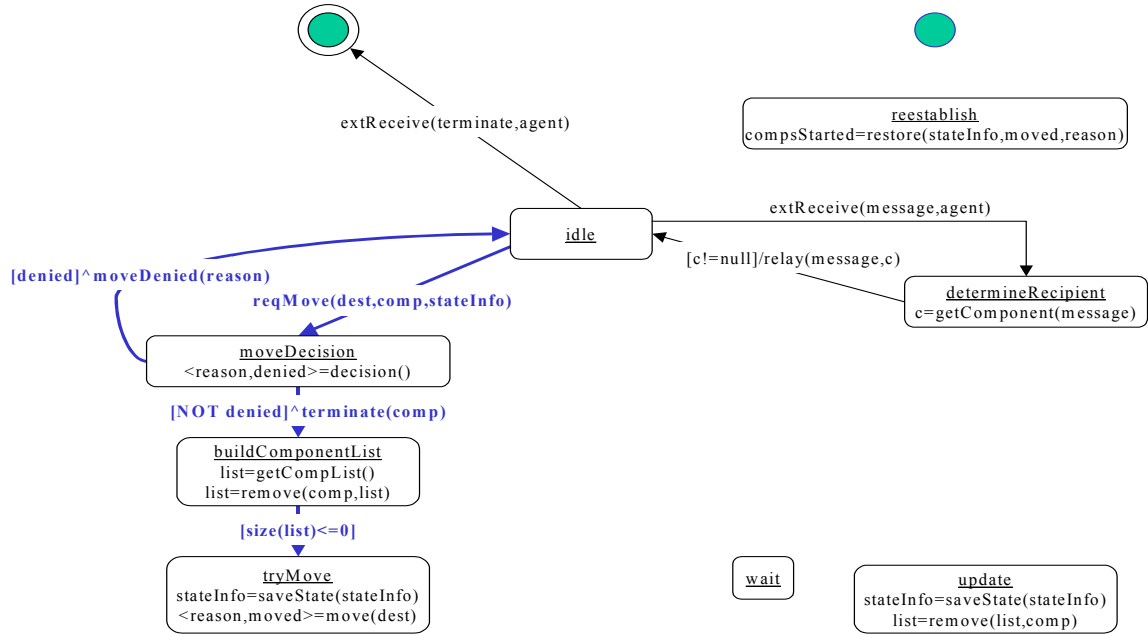 extReceive(terminate,agent)
reestablish
compsStarted=restore(stateInfo,moved,reason)
idle
extReceive(message,agent)
[c!=null]/relay(message,c)
[denied]^moveDenied(reason)
reqMove(dest,comp,stateInfo)
determineRecipient
c=getComponent(message)
moveDecision
<reason,denied>=decision()
[NOT denied]^terminate(comp)
buildComponentList
list=getCompList()
list=remove(comp,list)
[size(list)<=0]
tryMove
stateInfo=saveState(stateInfo)
<reason,moved>=move(dest)
wait
update
stateInfo=saveState(stateInfo)
list=remove(list,comp)